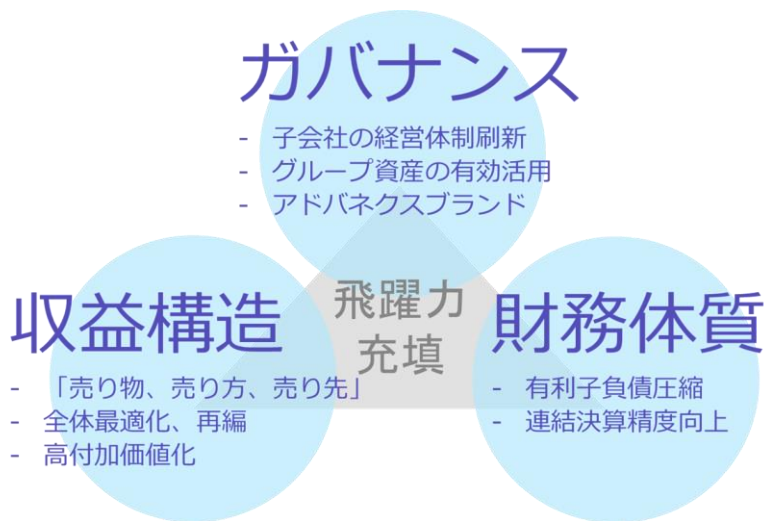 ガバナンス
- 子会社の経営体制刷新
- グループ資産の有効活用
- アドバネクスブランド
飛躍力
充填
収益構造
- 「売り物、売り方、売り先」
- 全体最適化、再編
- 高付加価値化
財務体質
- 有利子負債圧縮
- 連結決算精度向上